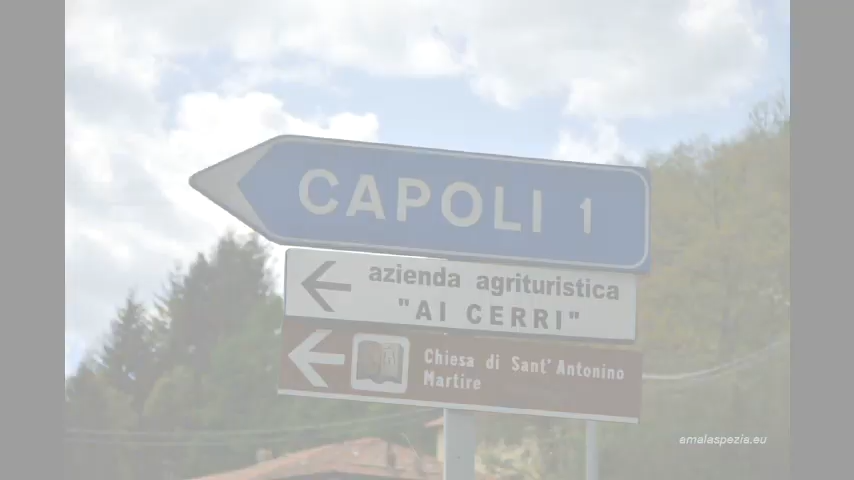 CAPOLI 1
azienda agrituristica
"AI CERRI"
Chiesa di Sant'Antonino
Martire
amalaspezia.eu